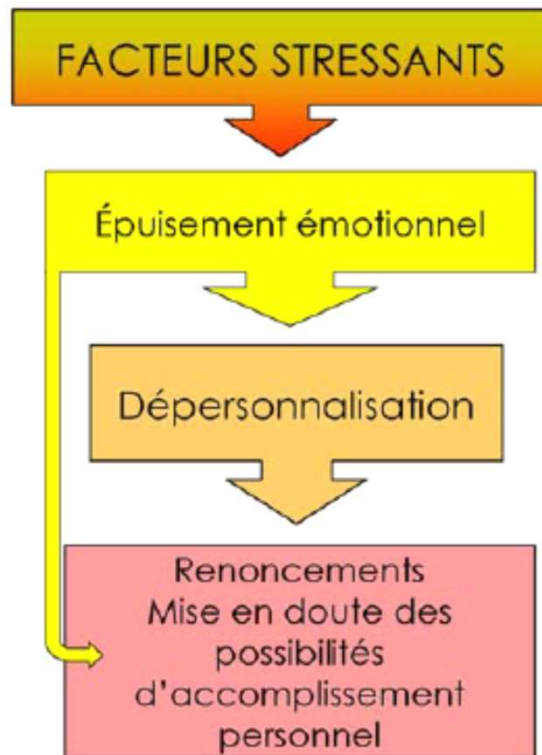 FACTEURS STRESSANTS
Épuisement émotionnel
Dépersonnalisation
Renoncements
Mise en doute des
possibilités
d'accomplissement
personnel